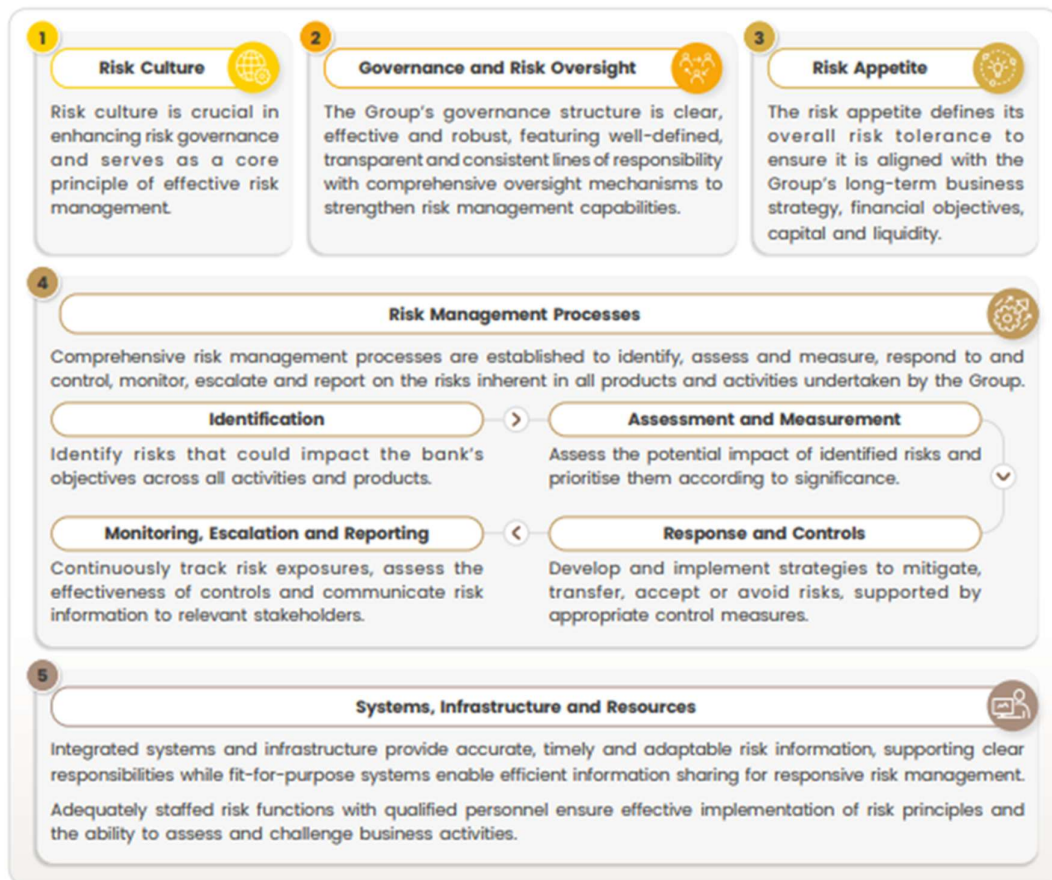 1
Risk Culture
Risk culture is crucial in
enhancing risk governance
and serves as a core
principle of effective risk
management.
2
Governance and Risk Oversight
The Group's governance structure is clear,
effective and robust, featuring well-defined,
transparent and consistent lines of responsibility
with comprehensive oversight mechanisms to
strengthen risk management capabilities.
3
Risk Appetite
The risk appetite defines its
overall risk tolerance to
ensure it is aligned with the
Group's long-term business
strategy, financial objectives,
capital and liquidity.
4
Risk Management Processes
Comprehensive risk management processes are established to identify, assess and measure, respond to and
control, monitor, escalate and report on the risks inherent in all products and activities undertaken by the Group.
Identification
Identify risks that could impact the bank's
objectives across all activities and products.
Assessment and Measurement
Assess the potential impact of identified risks and
prioritise them according to significance.
Response and Controls
Develop and implement strategies to mitigate,
transfer, accept or avoid risks, supported by
appropriate control measures.
Monitoring, Escalation and Reporting
Continuously track risk exposures, assess the
effectiveness of controls and communicate risk
information to relevant stakeholders.
5
Systems, Infrastructure and Resources
Integrated systems and infrastructure provide accurate, timely and adaptable risk information, supporting clear
responsibilities while fit-for-purpose systems enable efficient information sharing for responsive risk management.
Adequately staffed risk functions with qualified personnel ensure effective implementation of risk principles and
the ability to assess and challenge business activities.